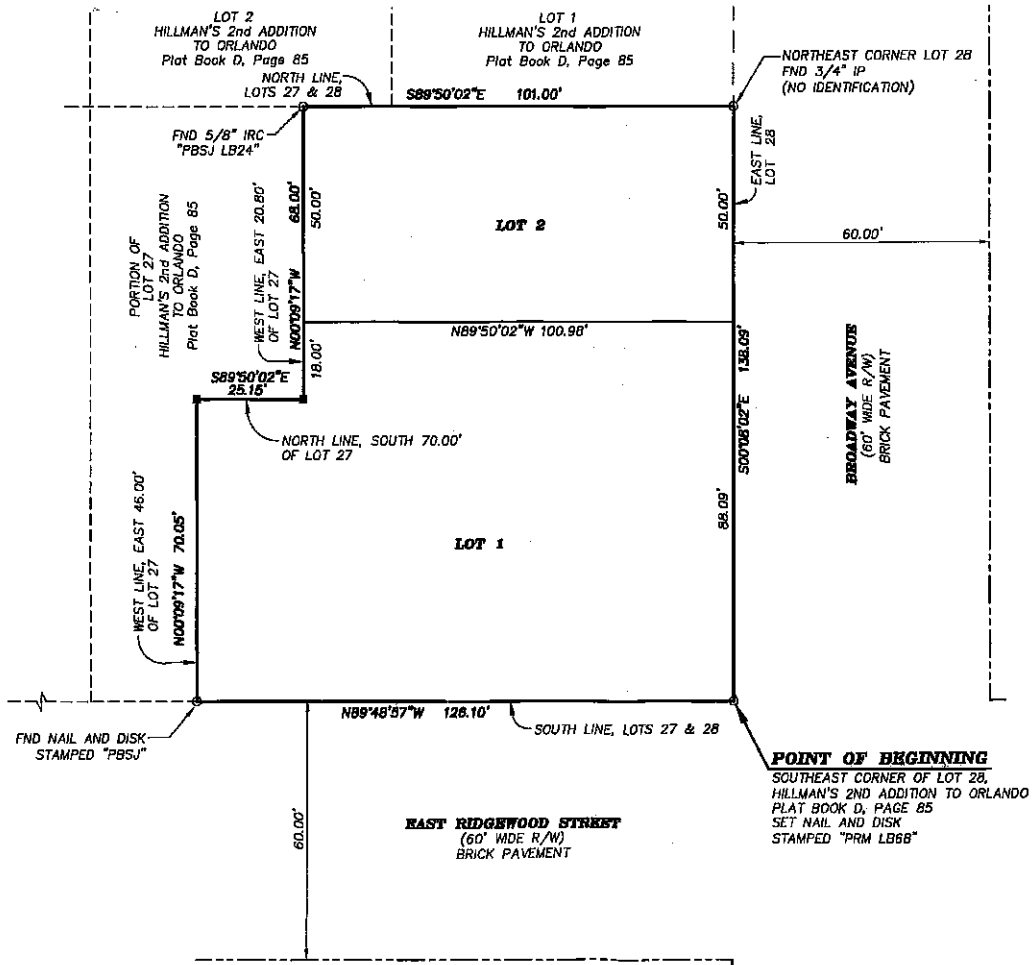 LOT 2
HILLMAN'S 2nd ADDITION
TO ORLANDO
Plat Book D, Page 85
LOT 1
HILLMAN'S 2nd ADDITION
TO ORLANDO
Plat Book D, Page 85
NORTH LINE,
LOTS 27 & 28
S89°50'02"E 101.00'
NORTHEAST CORNER LOT 28
FND 3/4" IP
(NO IDENTIFICATION)
FND 5/8" IRC
"PBSJ LB24"
EAST LINE,
LOT 28
PORTION OF
LOT 27
HILLMAN'S 2nd ADDITION
TO ORLANDO
Plat Book D, Page 85
WEST LINE, EAST 20.80'
OF LOT 27
N00°09'17"W 68.00'
50.00'
18.00'
LOT 2
50.00'
60.00'
N89°50'02"W 100.98'
S00°08'02"E 138.09'
88.09'
BROADWAY AVENUE
(60' WIDE R/W)
BRICK PAVEMENT
S89°50'02"E
25.15'
NORTH LINE, SOUTH 70.00'
OF LOT 27
WEST LINE, EAST 46.00'
OF LOT 27
N00°09'17"W 70.05'
LOT 1
N89°48'57"W 126.10'
SOUTH LINE, LOTS 27 & 28
FND NAIL AND DISK
STAMPED "PBSJ"
POINT OF BEGINNING
SOUTHEAST CORNER OF LOT 28,
HILLMAN'S 2ND ADDITION TO ORLANDO
PLAT BOOK D, PAGE 85
SET NAIL AND DISK
STAMPED "PRM LB68"
60.00'
EAST RIDGEWOOD STREET
(60' WIDE R/W)
BRICK PAVEMENT